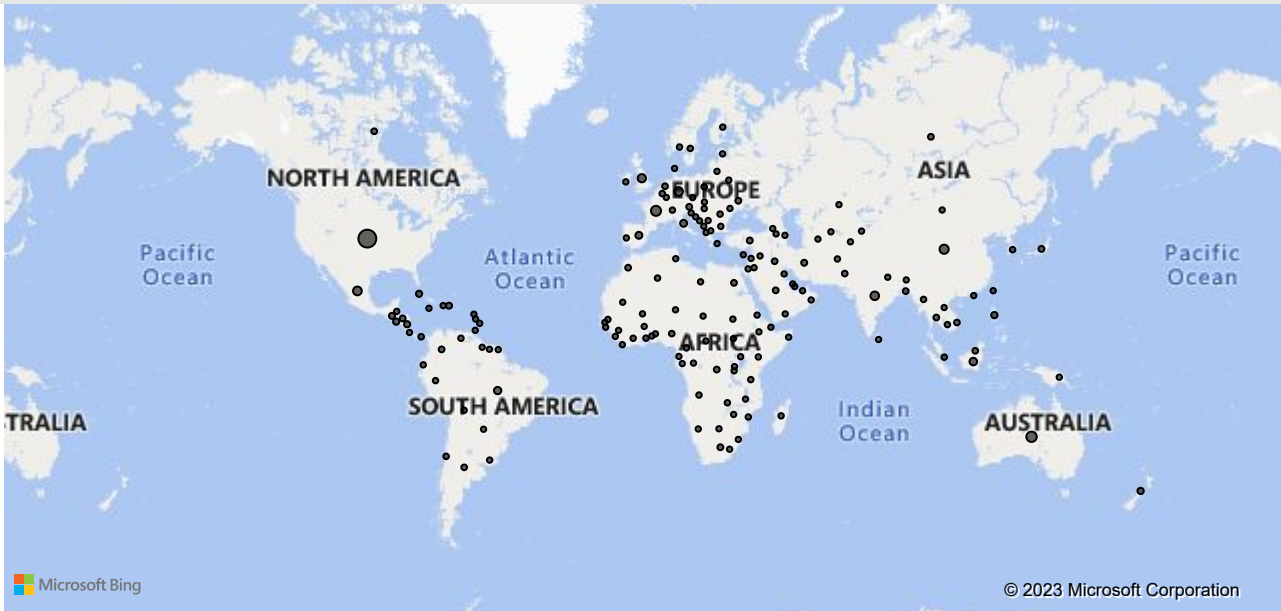 NORTH AMERICA
ASIA
EUROPE
Pacific
Ocean
Atlantic
Ocean
Pacific
Ocean
AFRICA
SOUTH AMERICA
Indian
Ocean
TRALIA
AUSTRALIA
Microsoft Bing
© 2023 Microsoft Corporation